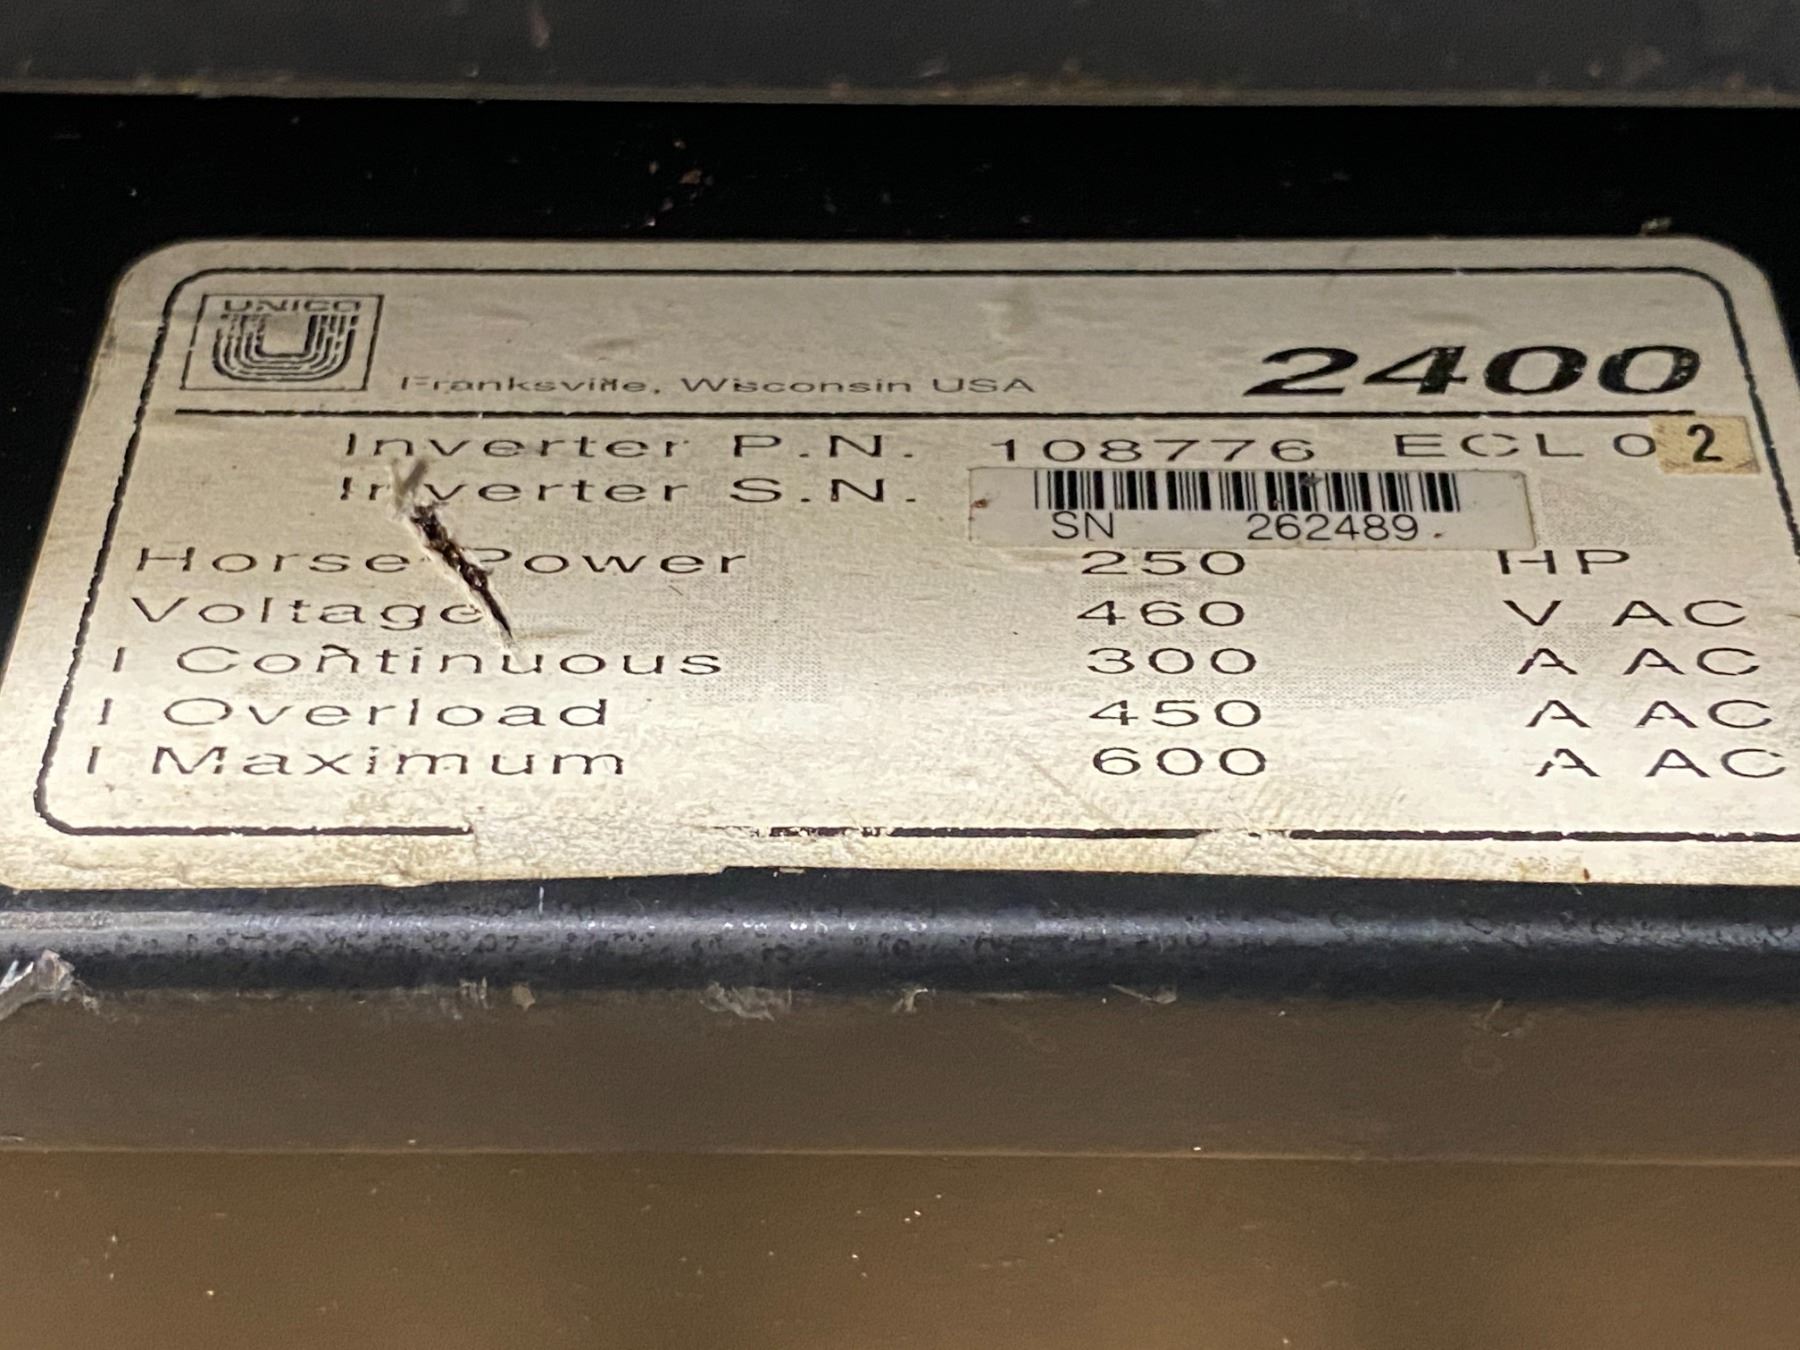 UNICO
Franksville, Wisconsin USA 2400
Inverter P.N. 108776 ECL 02
Inverter S.N.
SN 262489
Horse Power 250 HP
Voltage 460 V AC
I Continuous 300 A AC
I Overload 450 A AC
I Maximum 600 A AC